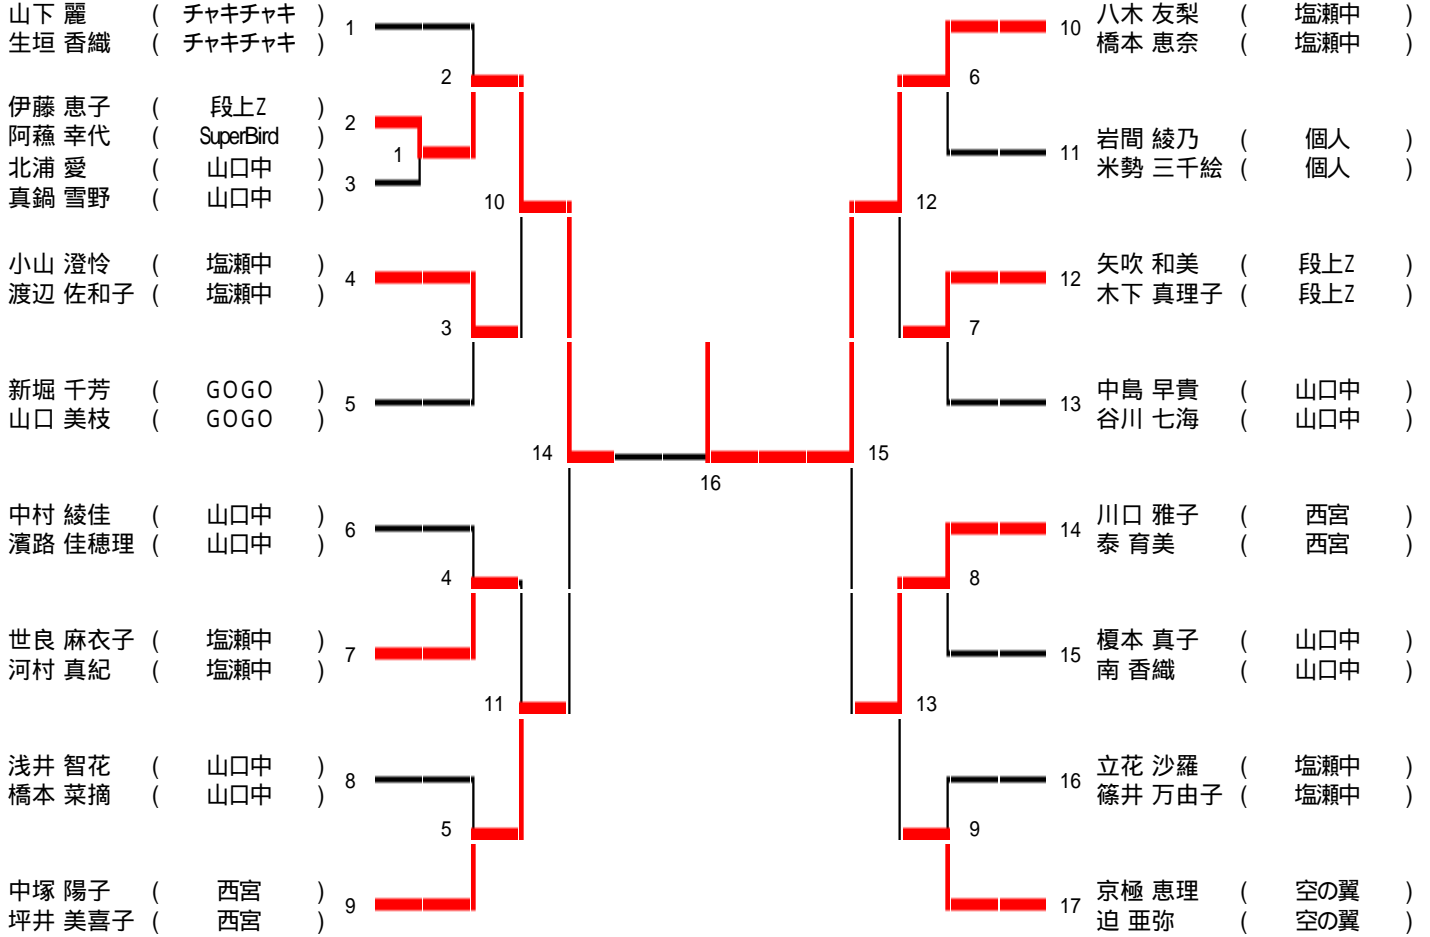 山下 麗 ( チャキチャキ ) 1
生垣 香織 ( チャキチャキ )
2
伊藤 恵子 ( 段上Z ) 2
阿蘓 幸代 ( SuperBird )
1
北浦 愛 ( 山口中 ) 3
真鍋 雪野 ( 山口中 )
10
小山 澄怜 ( 塩瀬中 ) 4
渡辺 佐和子 ( 塩瀬中 )
3
新堀 千芳 ( GOGO ) 5
山口 美枝 ( GOGO )
14
中村 綾佳 ( 山口中 ) 6
濱路 佳穂理 ( 山口中 )
4
世良 麻衣子 ( 塩瀬中 ) 7
河村 真紀 ( 塩瀬中 )
11
浅井 智花 ( 山口中 ) 8
橋本 菜摘 ( 山口中 )
5
中塚 陽子 ( 西宮 ) 9
坪井 美喜子 ( 西宮 )
16
10 八木 友梨 ( 塩瀬中 )
橋本 恵奈 ( 塩瀬中 )
6
11 岩間 綾乃 ( 個人 )
米勢 三千絵 ( 個人 )
12
12 矢吹 和美 ( 段上Z )
木下 真理子 ( 段上Z )
7
13 中島 早貴 ( 山口中 )
谷川 七海 ( 山口中 )
15
14 川口 雅子 ( 西宮 )
泰 育美 ( 西宮 )
8
15 榎本 真子 ( 山口中 )
南 香織 ( 山口中 )
13
16 立花 沙羅 ( 塩瀬中 )
篠井 万由子 ( 塩瀬中 )
9
17 京極 恵理 ( 空の翼 )
迫 亜弥 ( 空の翼 )